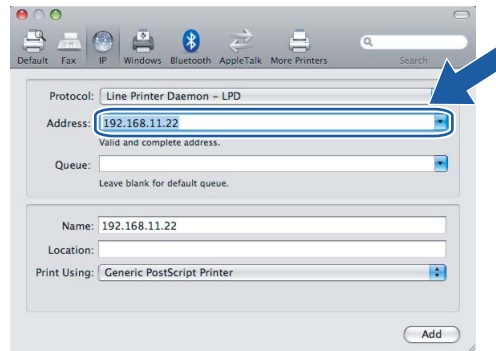 Default Fax IP Windows Bluetooth AppleTalk More Printers Search
Protocol: Line Printer Daemon - LPD
Address: 192.168.11.22
Valid and complete address.
Queue:
Leave blank for default queue.
Name: 192.168.11.22
Location:
Print Using: Generic PostScript Printer
Add